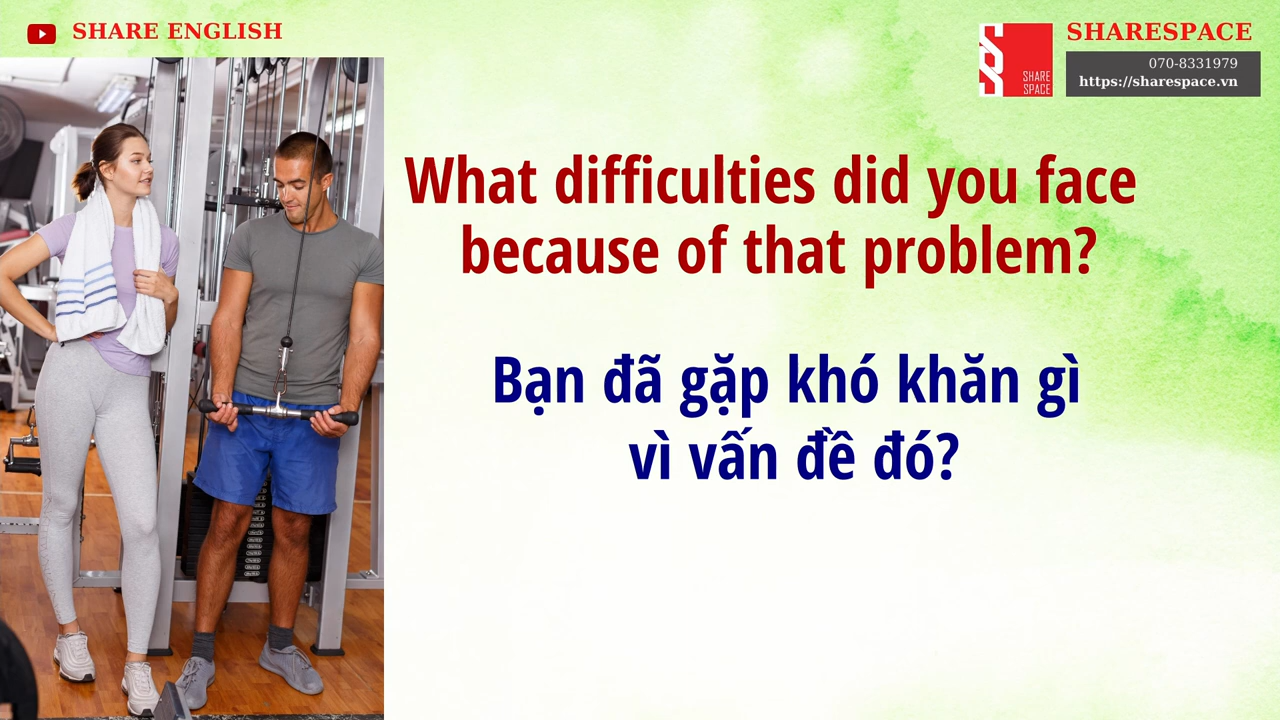 SHARE ENGLISH
SHARE
SPACE
SHARESPACE
070-8331979
https://sharespace.vn
What difficulties did you face
because of that problem?
Bạn đã gặp khó khăn gì
vì vấn đề đó?